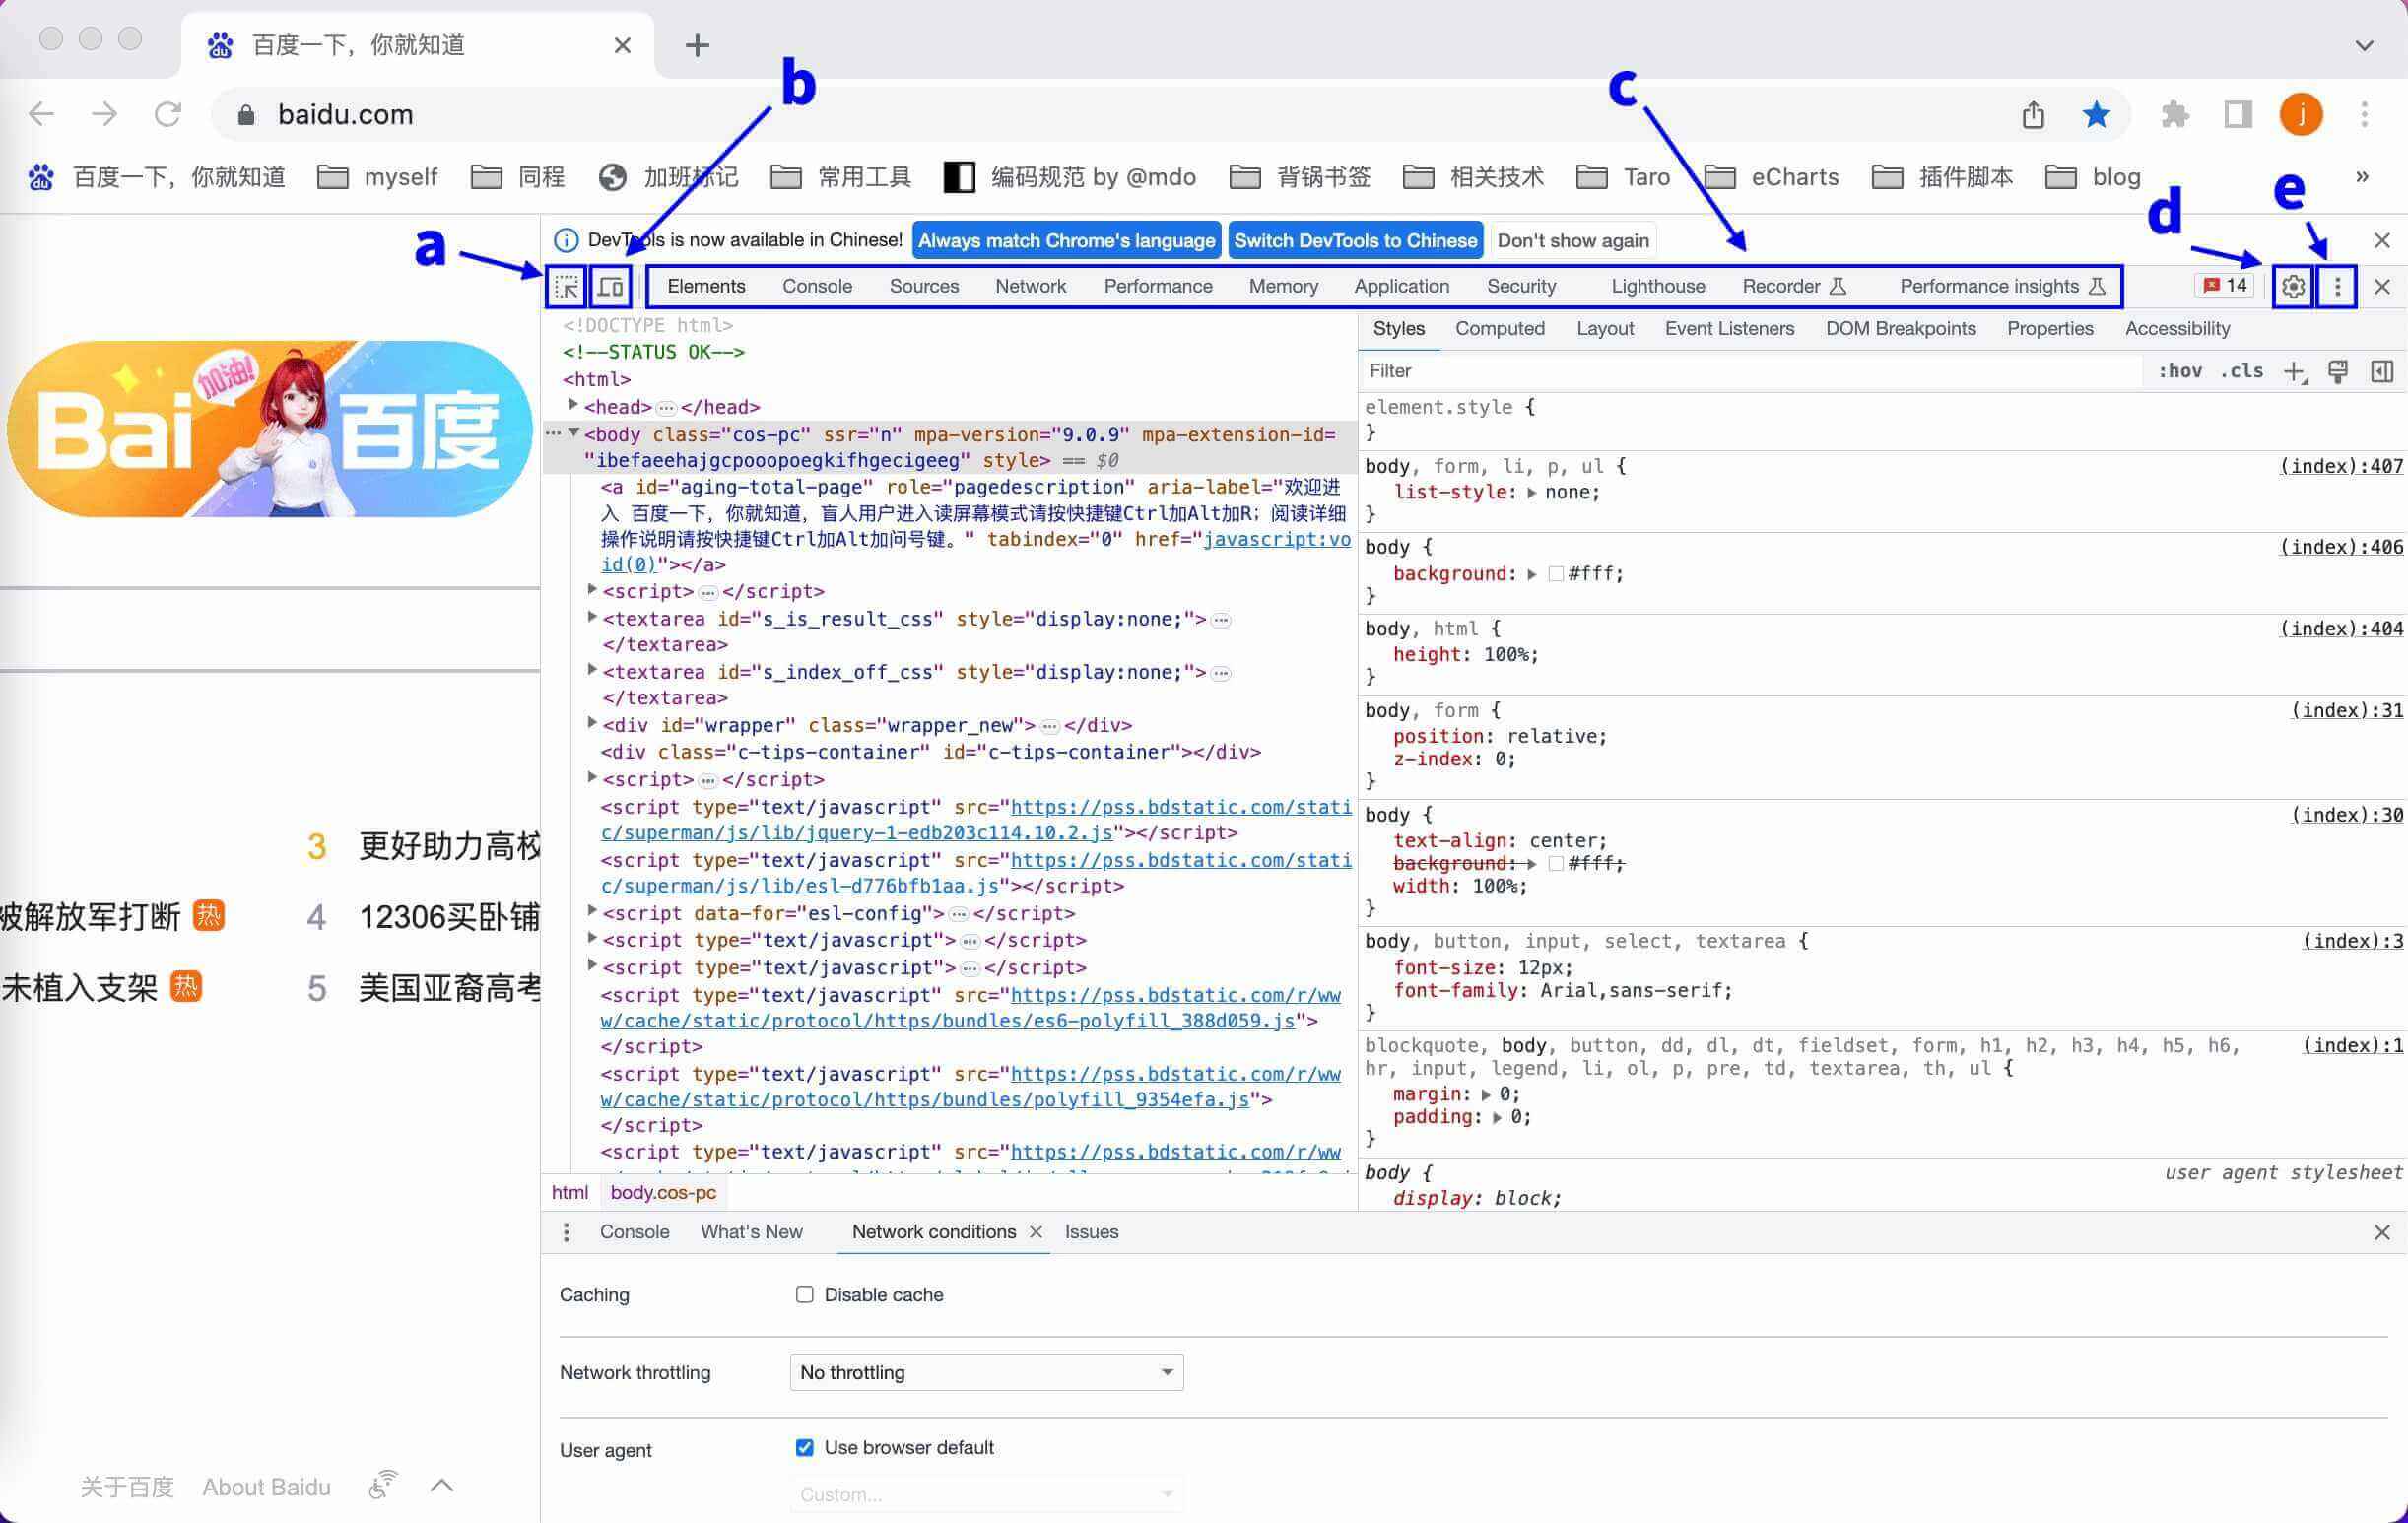 百度一下，你就知道
b
c
baidu.com
j
百度一下，你就知道 myself 同程 加班标记 常用工具 编码规范 by @mdo 背锅书签 相关技术 Taro eCharts 插件脚本 blog »
a
d
e
DevTools is now available in Chinese! Always match Chrome's language Switch DevTools to Chinese Don't show again
Elements Console Sources Network Performance Memory Application Security Lighthouse Recorder Performance insights 14
Bai 加油! 百度
3 更好助力高校
被解放军打断 热 4 12306买卧铺
未植入支架 热 5 美国亚裔高考
关于百度 About Baidu
<!DOCTYPE html>
<!--STATUS OK-->
<html>
<head>…</head>
<body class="cos-pc" ssr="n" mpa-version="9.0.9" mpa-extension-id=
"ibefaeehajgcpooopoegkifhgecigeeg" style> == $0
<a id="aging-total-page" role="pagedescription" aria-label="欢迎进
入 百度一下，你就知道，盲人用户进入读屏幕模式请按快捷键Ctrl加Alt加R；阅读详细
操作说明请按快捷键Ctrl加Alt加问号键。" tabindex="0" href="javascript:vo
id(0)"></a>
<script>…</script>
<textarea id="s_is_result_css" style="display:none;">…
</textarea>
<textarea id="s_index_off_css" style="display:none;">…
</textarea>
<div id="wrapper" class="wrapper_new">…</div>
<div class="c-tips-container" id="c-tips-container"></div>
<script>…</script>
<script type="text/javascript" src="https://pss.bdstatic.com/stati
c/superman/js/lib/jquery-1-edb203c114.10.2.js"></script>
<script type="text/javascript" src="https://pss.bdstatic.com/stati
c/superman/js/lib/esl-d776bfb1aa.js"></script>
<script data-for="esl-config">…</script>
<script type="text/javascript">…</script>
<script type="text/javascript">…</script>
<script type="text/javascript" src="https://pss.bdstatic.com/r/ww
w/cache/static/protocol/https/bundles/es6-polyfill_388d059.js">
</script>
<script type="text/javascript" src="https://pss.bdstatic.com/r/ww
w/cache/static/protocol/https/bundles/polyfill_9354efa.js">
</script>
<script type="text/javascript" src="https://pss.bdstatic.com/r/ww
html body.cos-pc
Styles Computed Layout Event Listeners DOM Breakpoints Properties Accessibility
Filter :hov .cls
element.style {
}
body, form, li, p, ul { (index):407
list-style: none;
}
body { (index):406
background: #fff;
}
body, html { (index):404
height: 100%;
}
body, form { (index):31
position: relative;
z-index: 0;
}
body { (index):30
text-align: center;
background: #fff;
width: 100%;
}
body, button, input, select, textarea { (index):3
font-size: 12px;
font-family: Arial,sans-serif;
}
blockquote, body, button, dd, dl, dt, fieldset, form, h1, h2, h3, h4, h5, h6, (index):1
hr, input, legend, li, ol, p, pre, td, textarea, th, ul {
margin: 0;
padding: 0;
}
body { user agent stylesheet
display: block;
Console What's New Network conditions Issues
Caching Disable cache
Network throttling No throttling
User agent Use browser default
Custom...